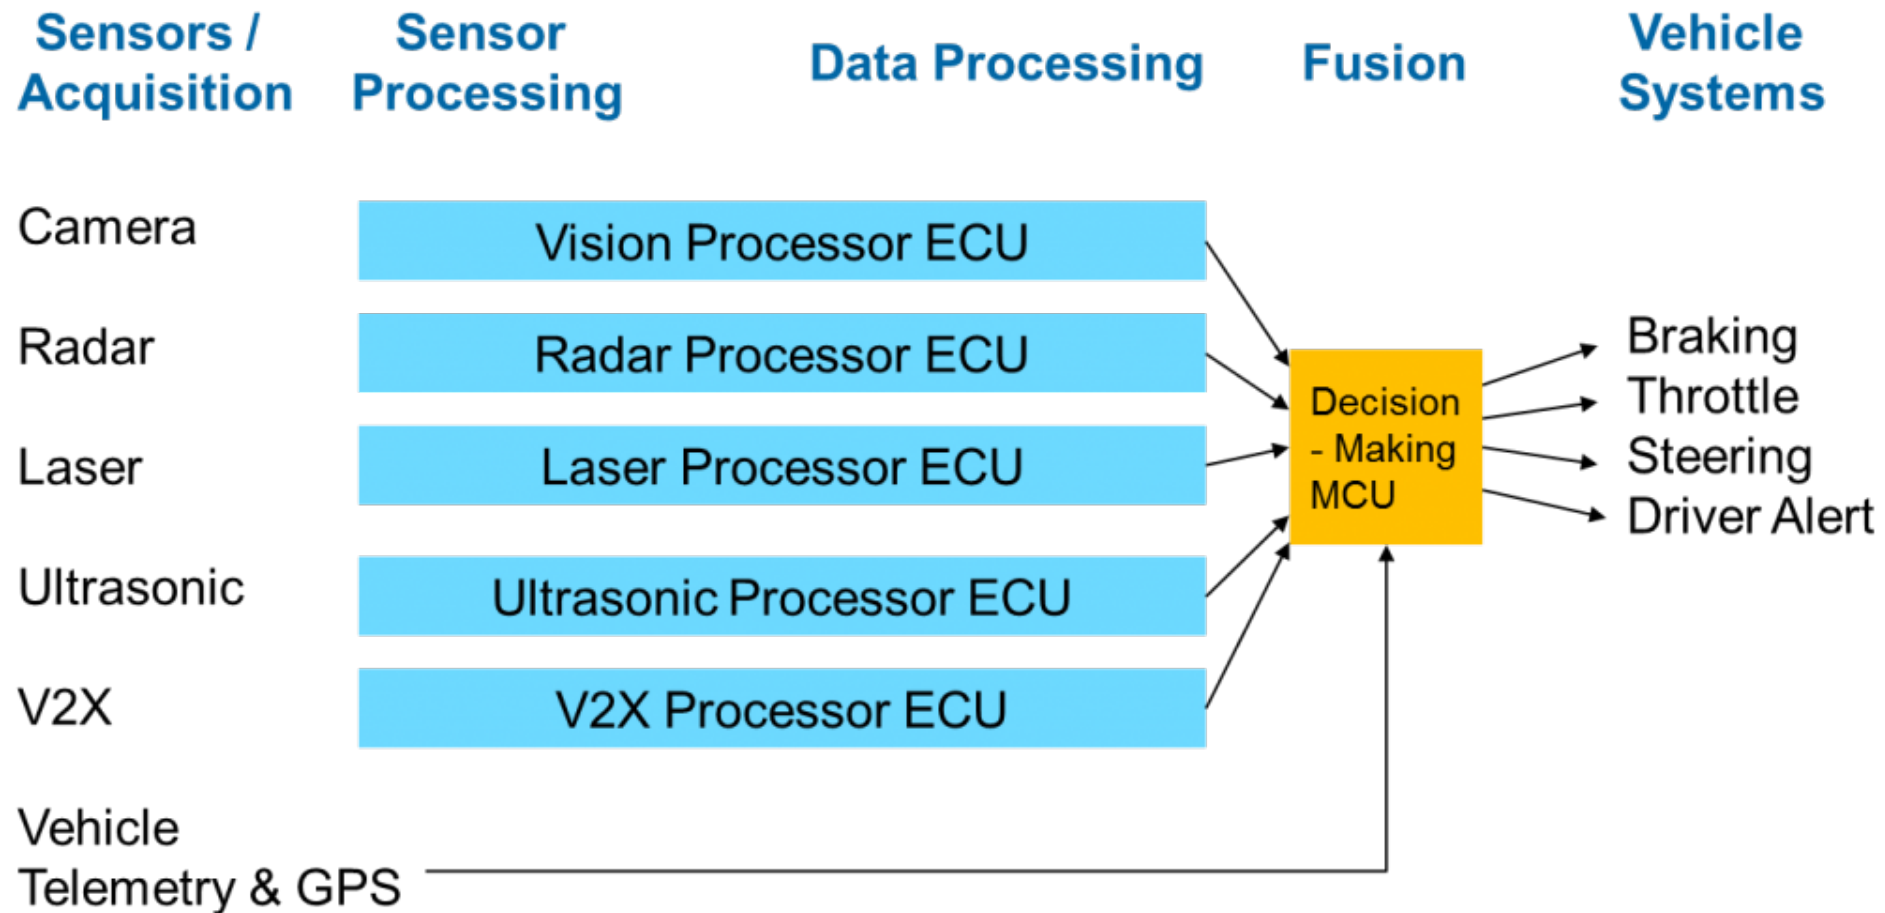 Sensors /
Acquisition
Sensor
Processing
Data Processing
Fusion
Vehicle
Systems
Camera
Vision Processor ECU
Radar
Radar Processor ECU
Laser
Laser Processor ECU
Ultrasonic
Ultrasonic Processor ECU
V2X
V2X Processor ECU
Vehicle
Telemetry & GPS
Decision
- Making
MCU
Braking
Throttle
Steering
Driver Alert